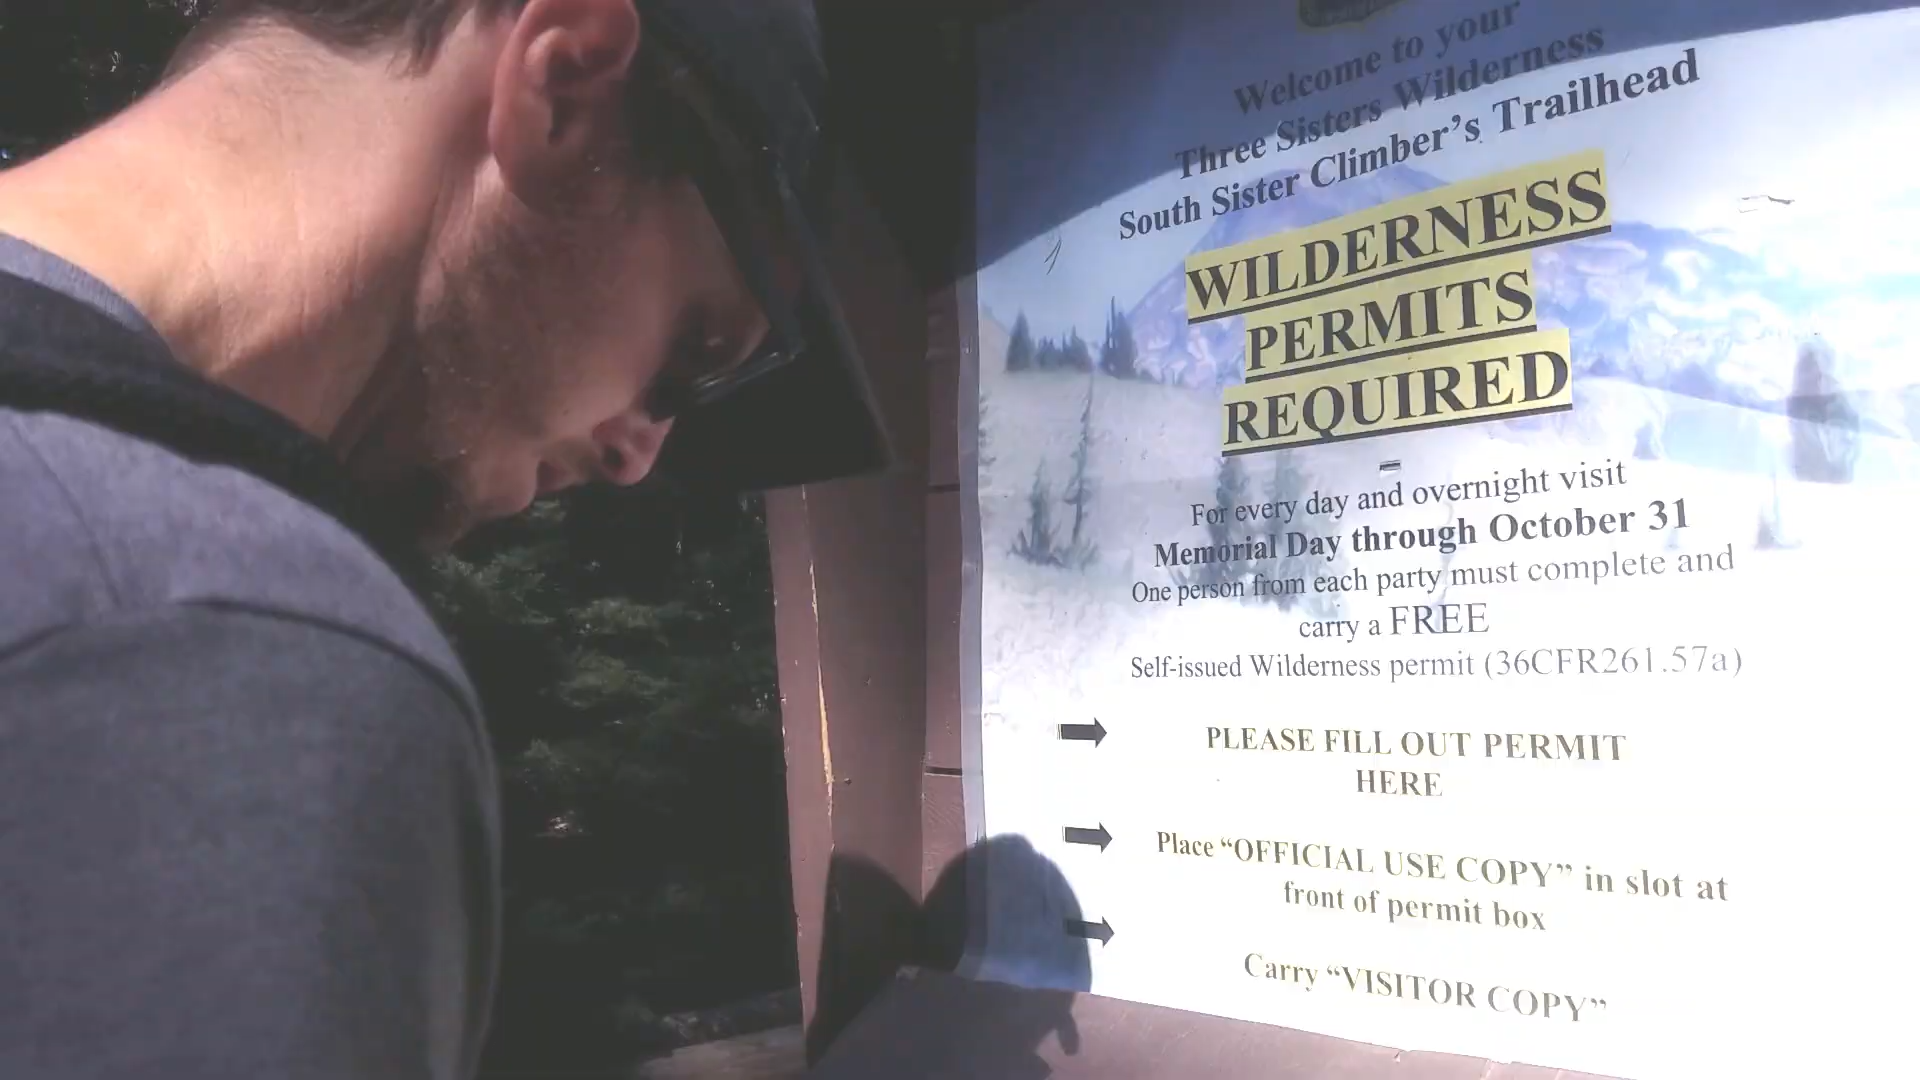 Welcome to your
Three Sisters Wilderness
South Sister Climber’s Trailhead
WILDERNESS
PERMITS
REQUIRED
For every day and overnight visit
Memorial Day through October 31
One person from each party must complete and
carry a FREE
Self-issued Wilderness permit (36CFR261.57a)
PLEASE FILL OUT PERMIT
HERE
Place “OFFICIAL USE COPY” in slot at
front of permit box
Carry “VISITOR COPY”